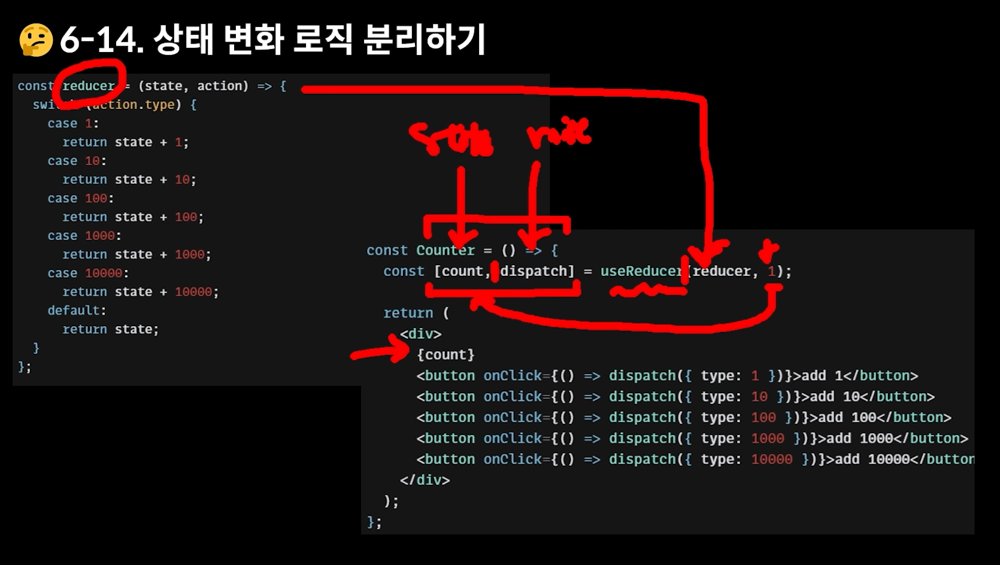 6-14. 상태 변화 로직 분리하기
const reducer = (state, action) => {
switch (action.type) {
case 1:
return state + 1;
case 10:
return state + 10;
case 100:
return state + 100;
case 1000:
return state + 1000;
case 10000:
return state + 10000;
default:
return state;
}
};
const Counter = () => {
const [count, dispatch] = useReducer(reducer, 1);
return (
<div>
{count}
<button onClick={() => dispatch({ type: 1 })}>add 1</button>
<button onClick={() => dispatch({ type: 10 })}>add 10</button>
<button onClick={() => dispatch({ type: 100 })}>add 100</button>
<button onClick={() => dispatch({ type: 1000 })}>add 1000</button>
<button onClick={() => dispatch({ type: 10000 })}>add 10000</button
</div>
);
};